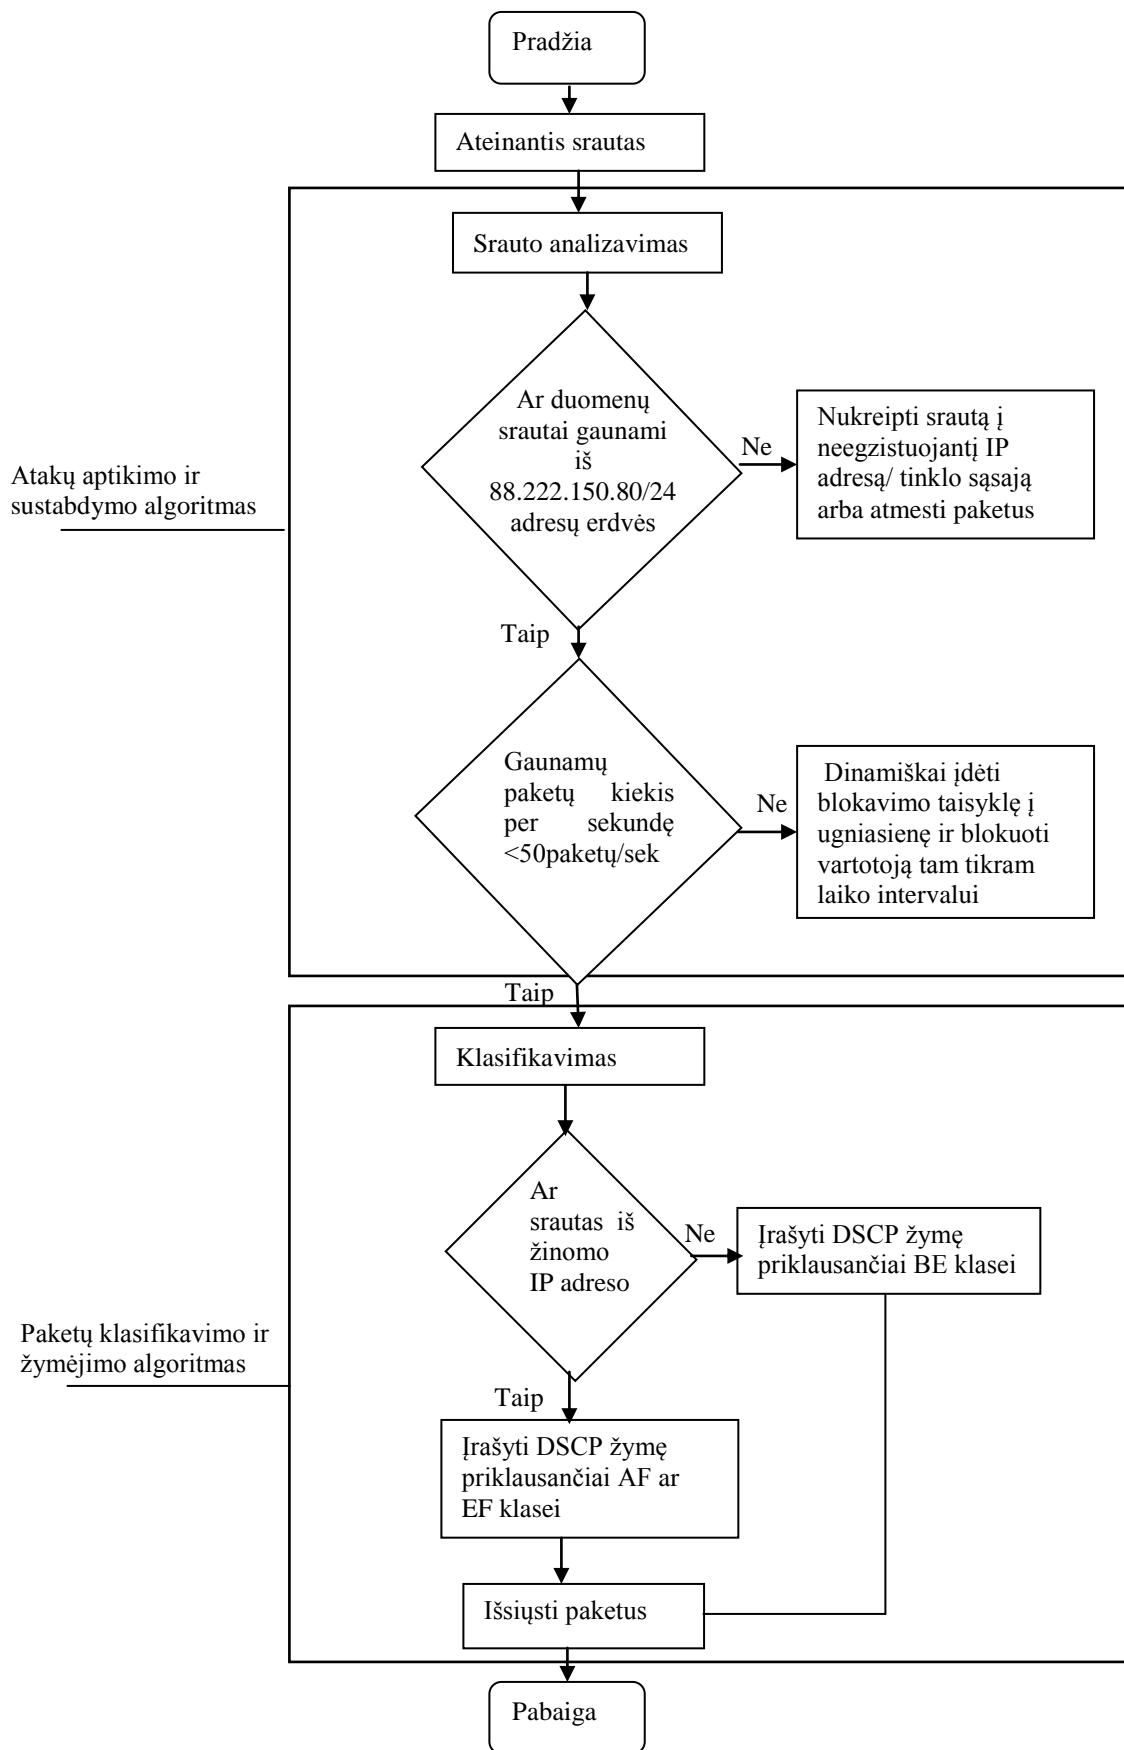 Pradžia
Ateinantis srautas
Srauto analizavimas
Ar duomenų
srautai gaunami
iš
88.222.150.80/24
adresų erdvės
Ne
Nukreipti srautą į
neegzistuojantį IP
adresą/ tinklo sąsają
arba atmesti paketus
Atakų aptikimo ir
sustabdymo algoritmas
Taip
Gaunamų
paketų kiekis
per sekundę
<50paketų/sek
Ne
Dinamiškai įdėti
blokavimo taisyklę į
ugniasienę ir blokuoti
vartotoją tam tikram
laiko intervalui
Taip
Klasifikavimas
Ar
srautas iš
žinomo
IP adreso
Ne
Įrašyti DSCP žymę
priklausančiai BE klasei
Paketų klasifikavimo ir
žymėjimo algoritmas
Taip
Įrašyti DSCP žymę
priklausančiai AF ar
EF klasei
Išsiųsti paketus
Pabaiga